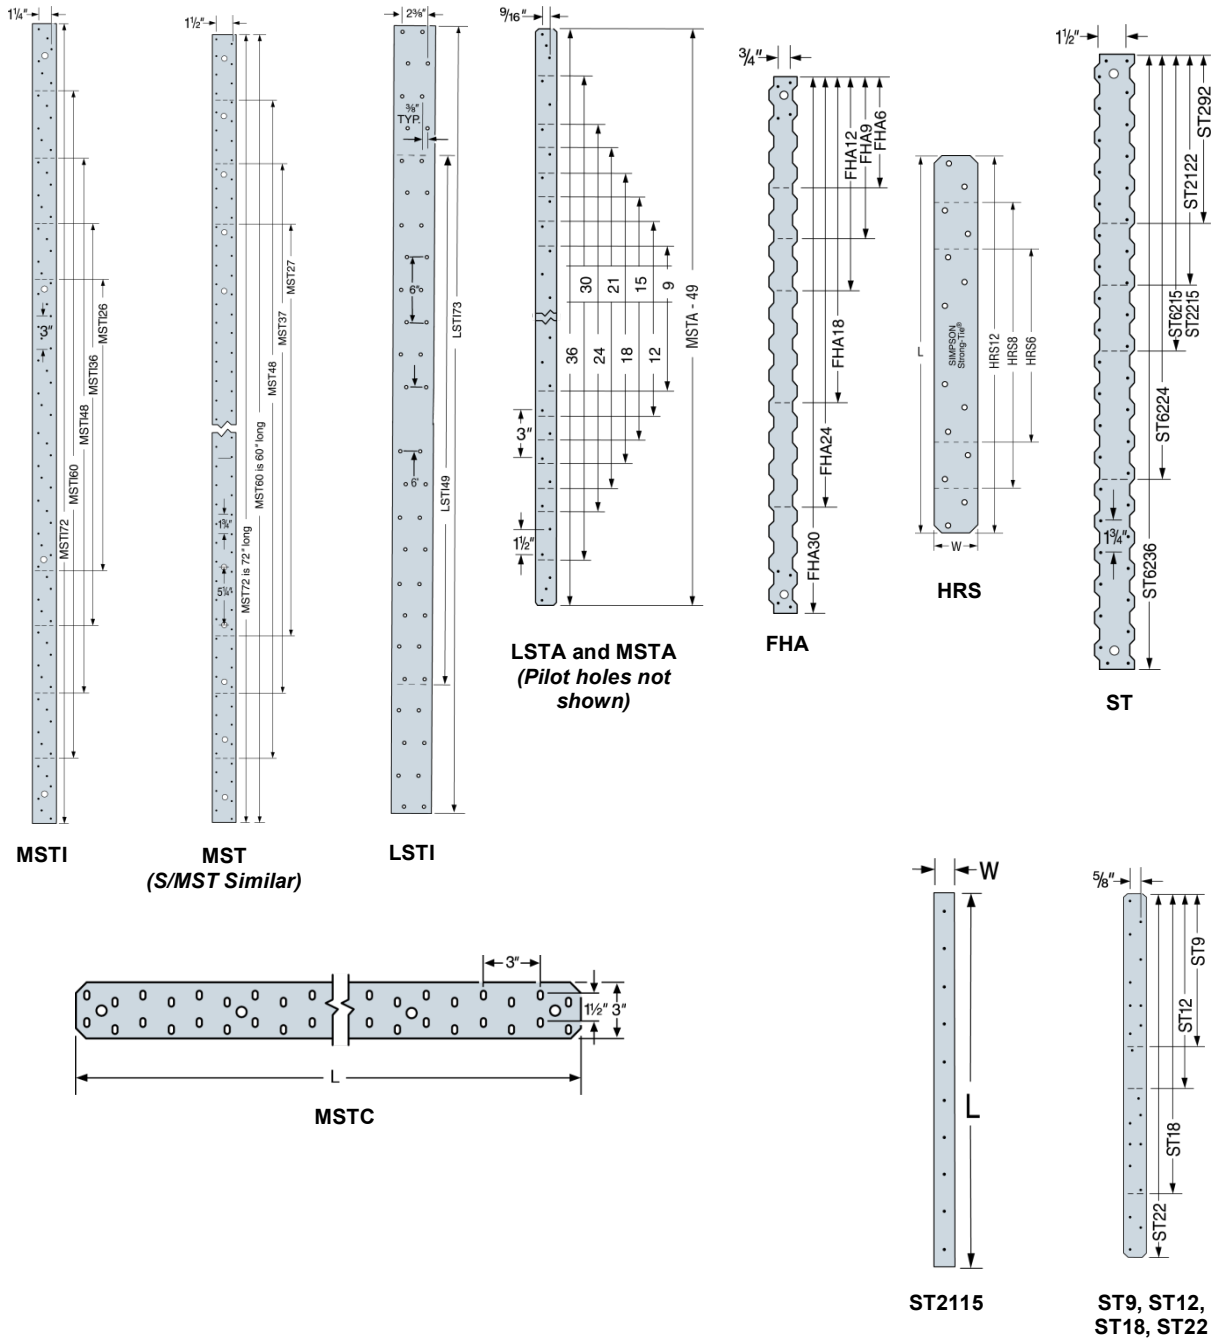 1¼"
MSTI26
3"
MSTI36
MSTI48
MSTI60
MSTI72
MSTI
1½"
MST27
MST37
MST48
MST60 is 60" long
MST72 is 72" long
1¾"
5¼"
MST
(S/MST Similar)
2⅜"
⅜"
TYP.
6"
LSTI73
6"
LSTI49
LSTI
9/16"
30
21
15
9
36
24
18
12
MSTA - 49
3"
1½"
LSTA and MSTA
(Pilot holes not
shown)
¾"
FHA6
FHA9
FHA12
FHA18
FHA24
FHA30
FHA
L
SIMPSON
Strong-Tie®
HRS12
HRS8
HRS6
W
HRS
1½"
ST292
ST2122
ST6215
ST2215
ST6224
1¾"
ST6236
ST
3"
1½"
3"
L
MSTC
W
L
ST2115
⅝"
ST9
ST12
ST18
ST22
ST9, ST12,
ST18, ST22